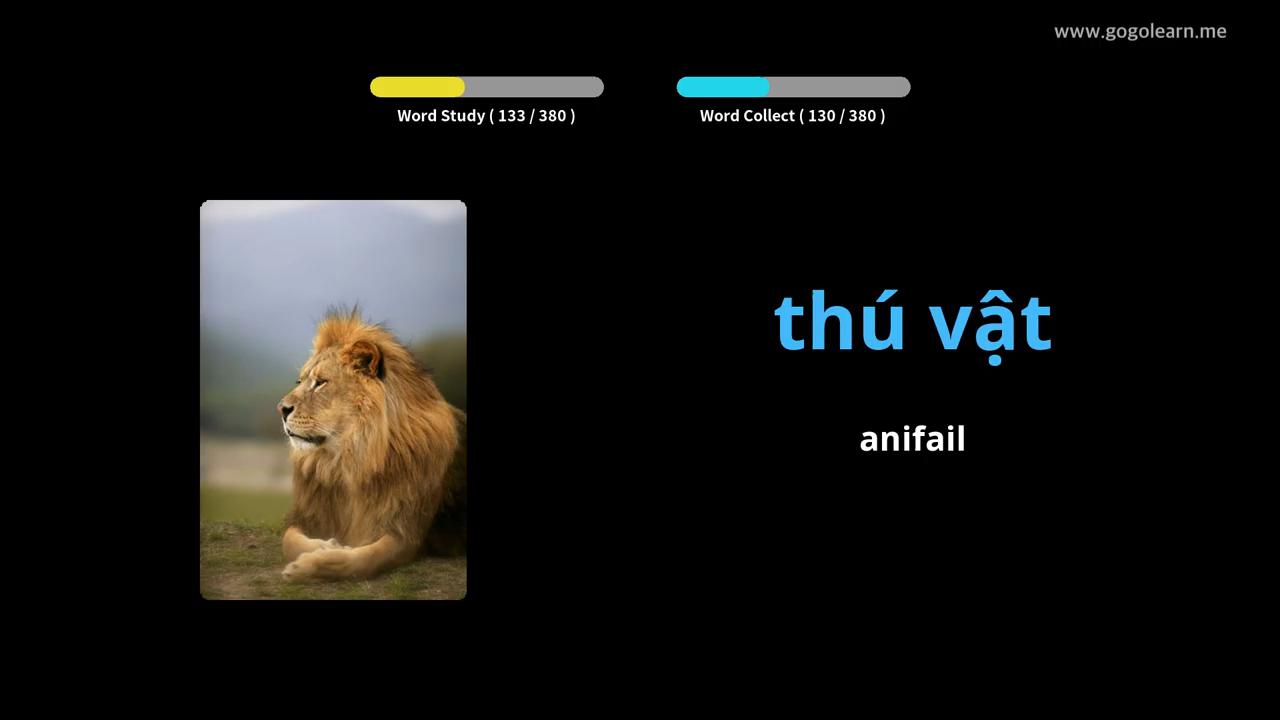 www.gogolearn.me
Word Study ( 133 / 380 )
Word Collect ( 130 / 380 )
thú vật
anifail